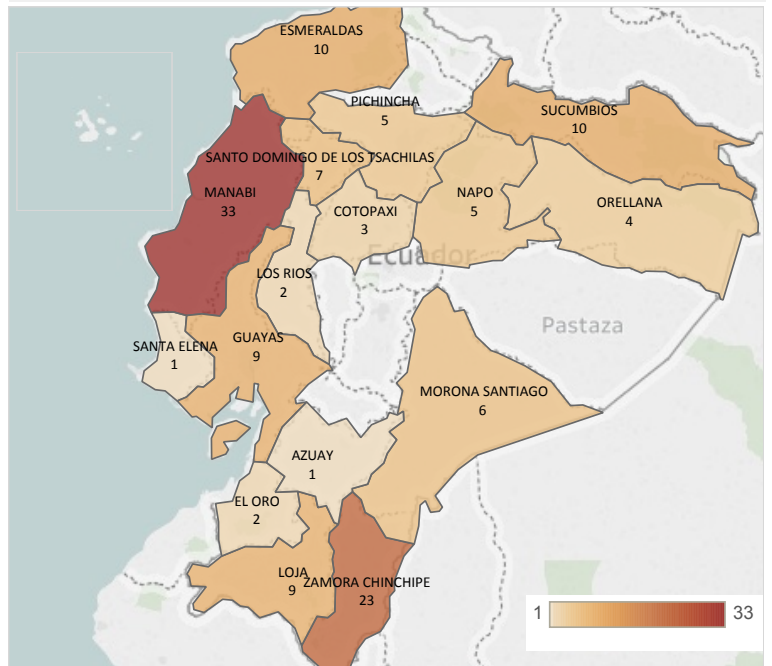 ESMERALDAS
10
PICHINCHA
5
SUCUMBIOS
10
SANTO DOMINGO DE LOS TSACHILAS
7
MANABI
33
COTOPAXI
3
NAPO
5
ORELLANA
4
Ecuador
LOS RIOS
2
Pastaza
SANTA ELENA
1
GUAYAS
9
MORONA SANTIAGO
6
AZUAY
1
EL ORO
2
LOJA
9
ZAMORA CHINCHIPE
23
1 33